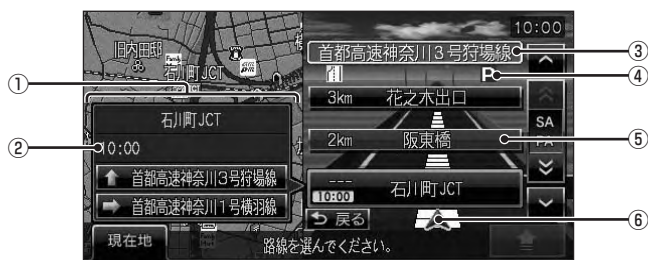 10:00
旧内田邸
石川町JCT
①
②
石川町JCT
10:00
首都高速神奈川3号狩場線
首都高速神奈川1号横羽線
現在地
路線を選んでください。
首都高速神奈川3号狩場線
③
P
④
3km 花之木出口
SA
PA
2km 阪東橋
⑤
---
10:00
石川町JCT
戻る
⑥